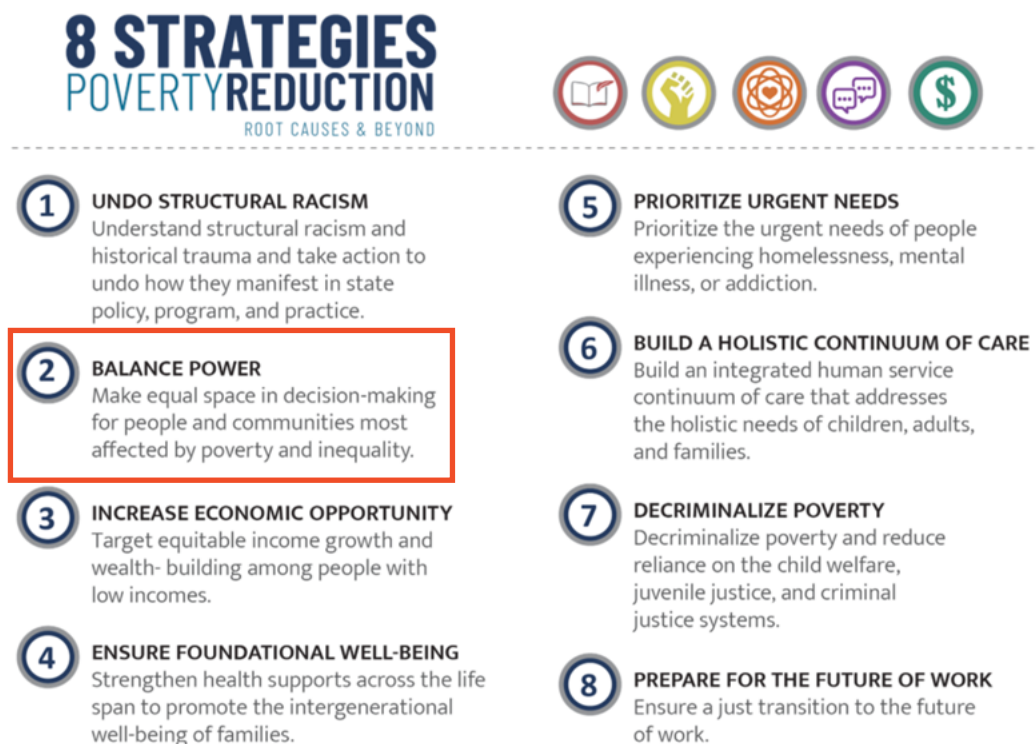 8 STRATEGIES
POVERTYREDUCTION
ROOT CAUSES & BEYOND
$
1
UNDO STRUCTURAL RACISM
Understand structural racism and
historical trauma and take action to
undo how they manifest in state
policy, program, and practice.
2
BALANCE POWER
Make equal space in decision-making
for people and communities most
affected by poverty and inequality.
3
INCREASE ECONOMIC OPPORTUNITY
Target equitable income growth and
wealth- building among people with
low incomes.
4
ENSURE FOUNDATIONAL WELL-BEING
Strengthen health supports across the life
span to promote the intergenerational
well-being of families.
5
PRIORITIZE URGENT NEEDS
Prioritize the urgent needs of people
experiencing homelessness, mental
illness, or addiction.
6
BUILD A HOLISTIC CONTINUUM OF CARE
Build an integrated human service
continuum of care that addresses
the holistic needs of children, adults,
and families.
7
DECRIMINALIZE POVERTY
Decriminalize poverty and reduce
reliance on the child welfare,
juvenile justice, and criminal
justice systems.
8
PREPARE FOR THE FUTURE OF WORK
Ensure a just transition to the future
of work.